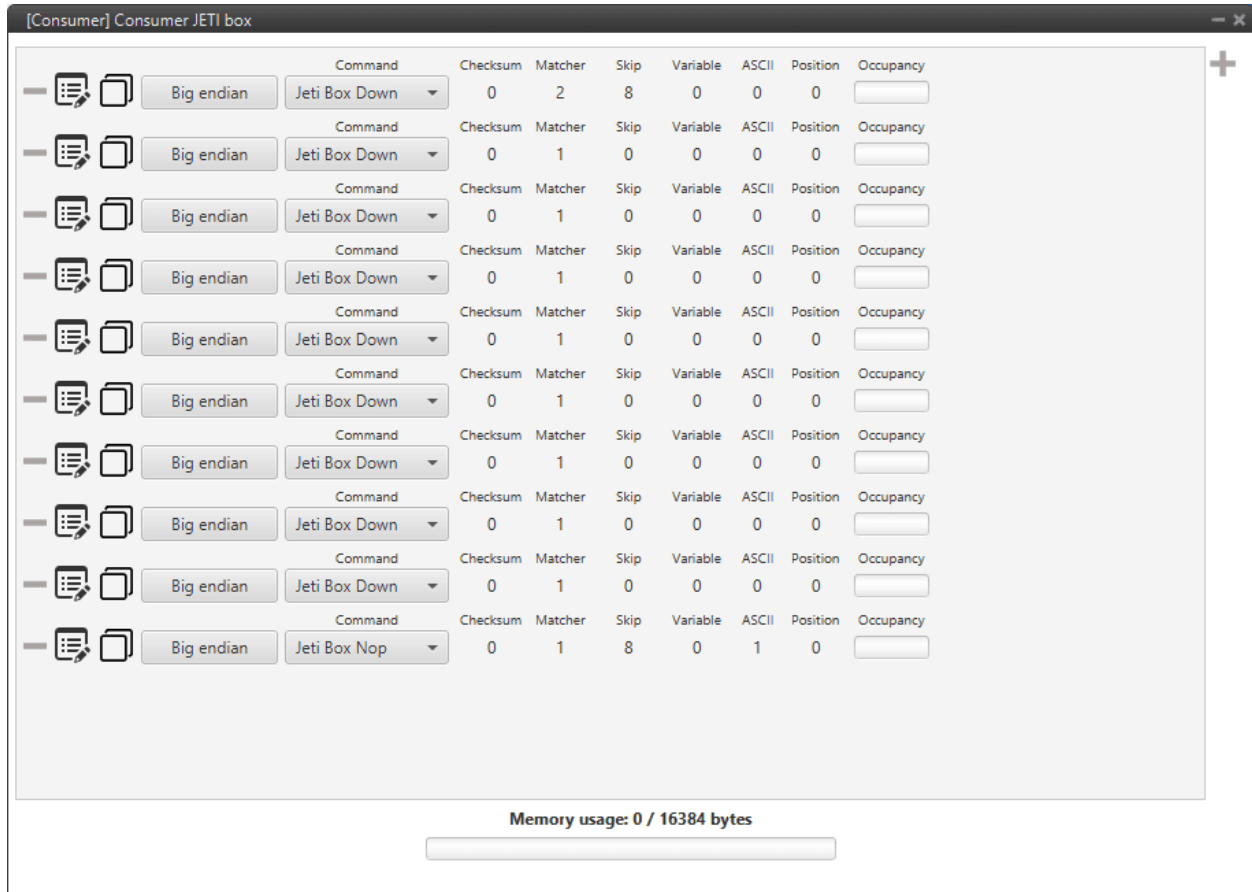 [Consumer] Consumer JETI box
Command Checksum Matcher Skip Variable ASCII Position Occupancy
Big endian Jeti Box Down 0 2 8 0 0 0
Command Checksum Matcher Skip Variable ASCII Position Occupancy
Big endian Jeti Box Down 0 1 0 0 0 0
Command Checksum Matcher Skip Variable ASCII Position Occupancy
Big endian Jeti Box Down 0 1 0 0 0 0
Command Checksum Matcher Skip Variable ASCII Position Occupancy
Big endian Jeti Box Down 0 1 0 0 0 0
Command Checksum Matcher Skip Variable ASCII Position Occupancy
Big endian Jeti Box Down 0 1 0 0 0 0
Command Checksum Matcher Skip Variable ASCII Position Occupancy
Big endian Jeti Box Down 0 1 0 0 0 0
Command Checksum Matcher Skip Variable ASCII Position Occupancy
Big endian Jeti Box Down 0 1 0 0 0 0
Command Checksum Matcher Skip Variable ASCII Position Occupancy
Big endian Jeti Box Down 0 1 0 0 0 0
Command Checksum Matcher Skip Variable ASCII Position Occupancy
Big endian Jeti Box Down 0 1 0 0 0 0
Command Checksum Matcher Skip Variable ASCII Position Occupancy
Big endian Jeti Box Nop 0 1 8 0 1 0
Memory usage: 0 / 16384 bytes